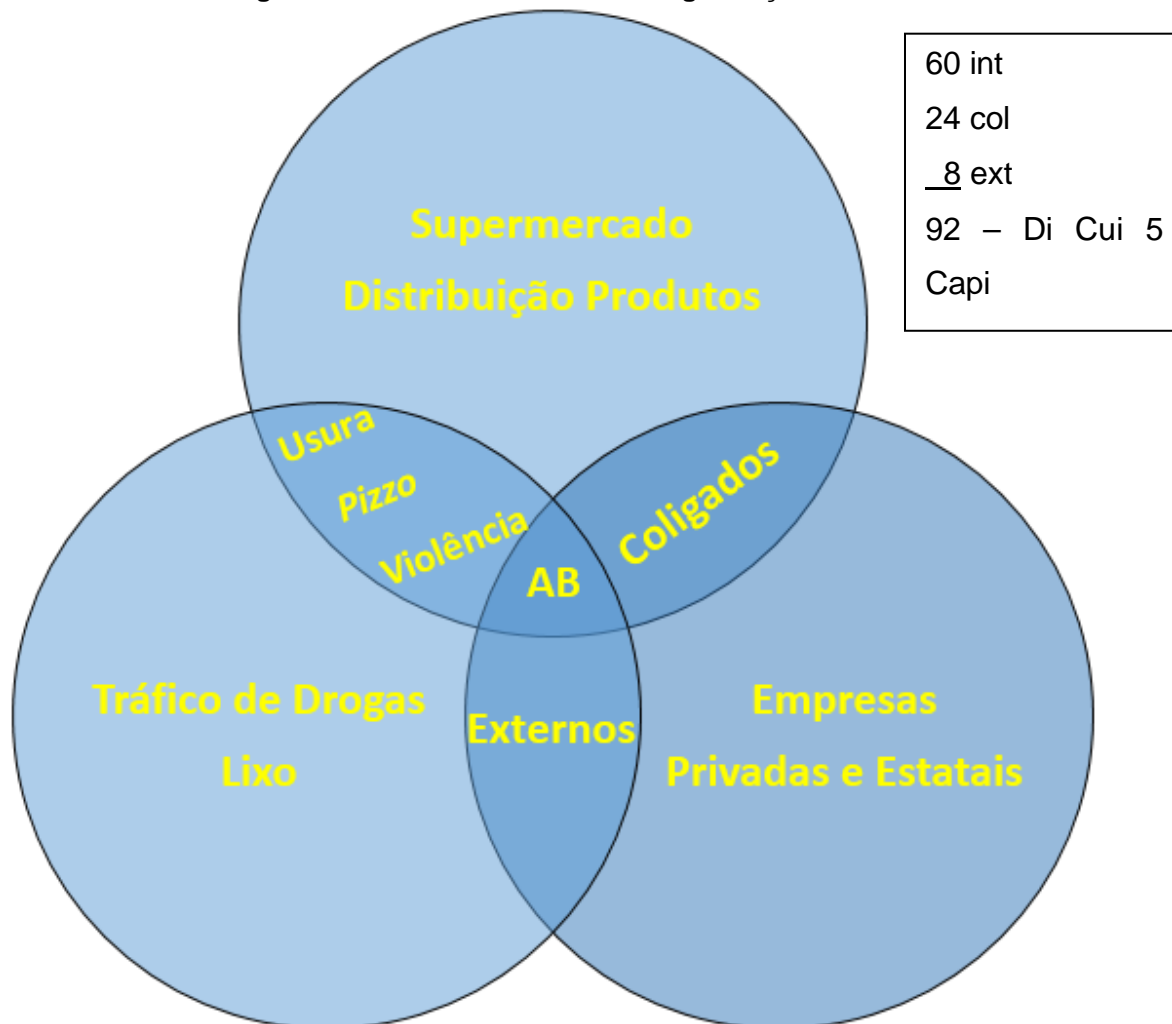 60 int
24 col
8 ext
92 – Di Cui 5
Capi
Supermercado
Distribuição Produtos
Usura
Pizzo
Violência
Coligados
AB
Tráfico de Drogas
Lixo
Externos
Empresas
Privadas e Estatais